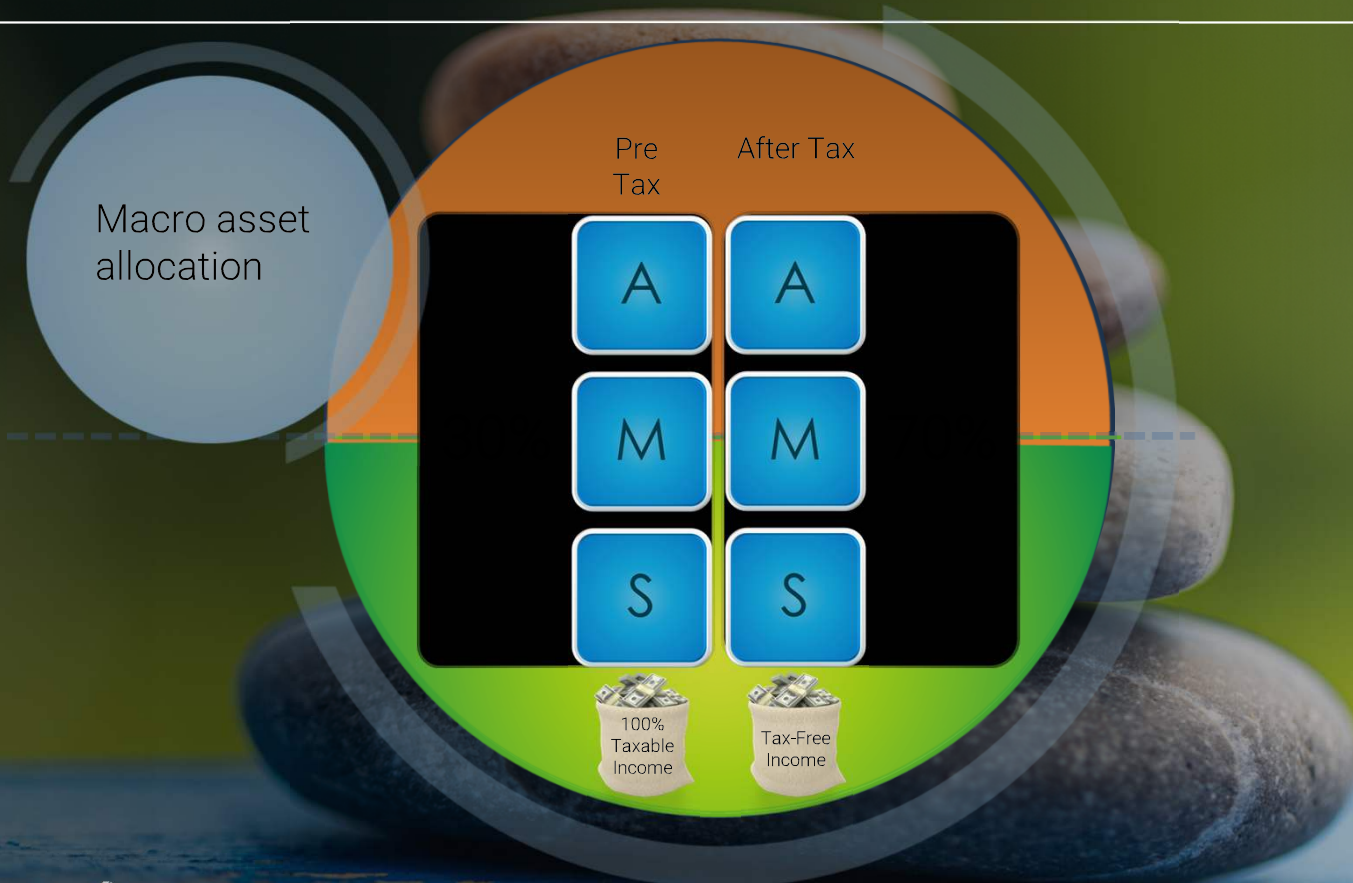 Macro asset
allocation
Pre
Tax
After Tax
A
A
M
M
S
S
100%
Taxable
Income
Tax-Free
Income